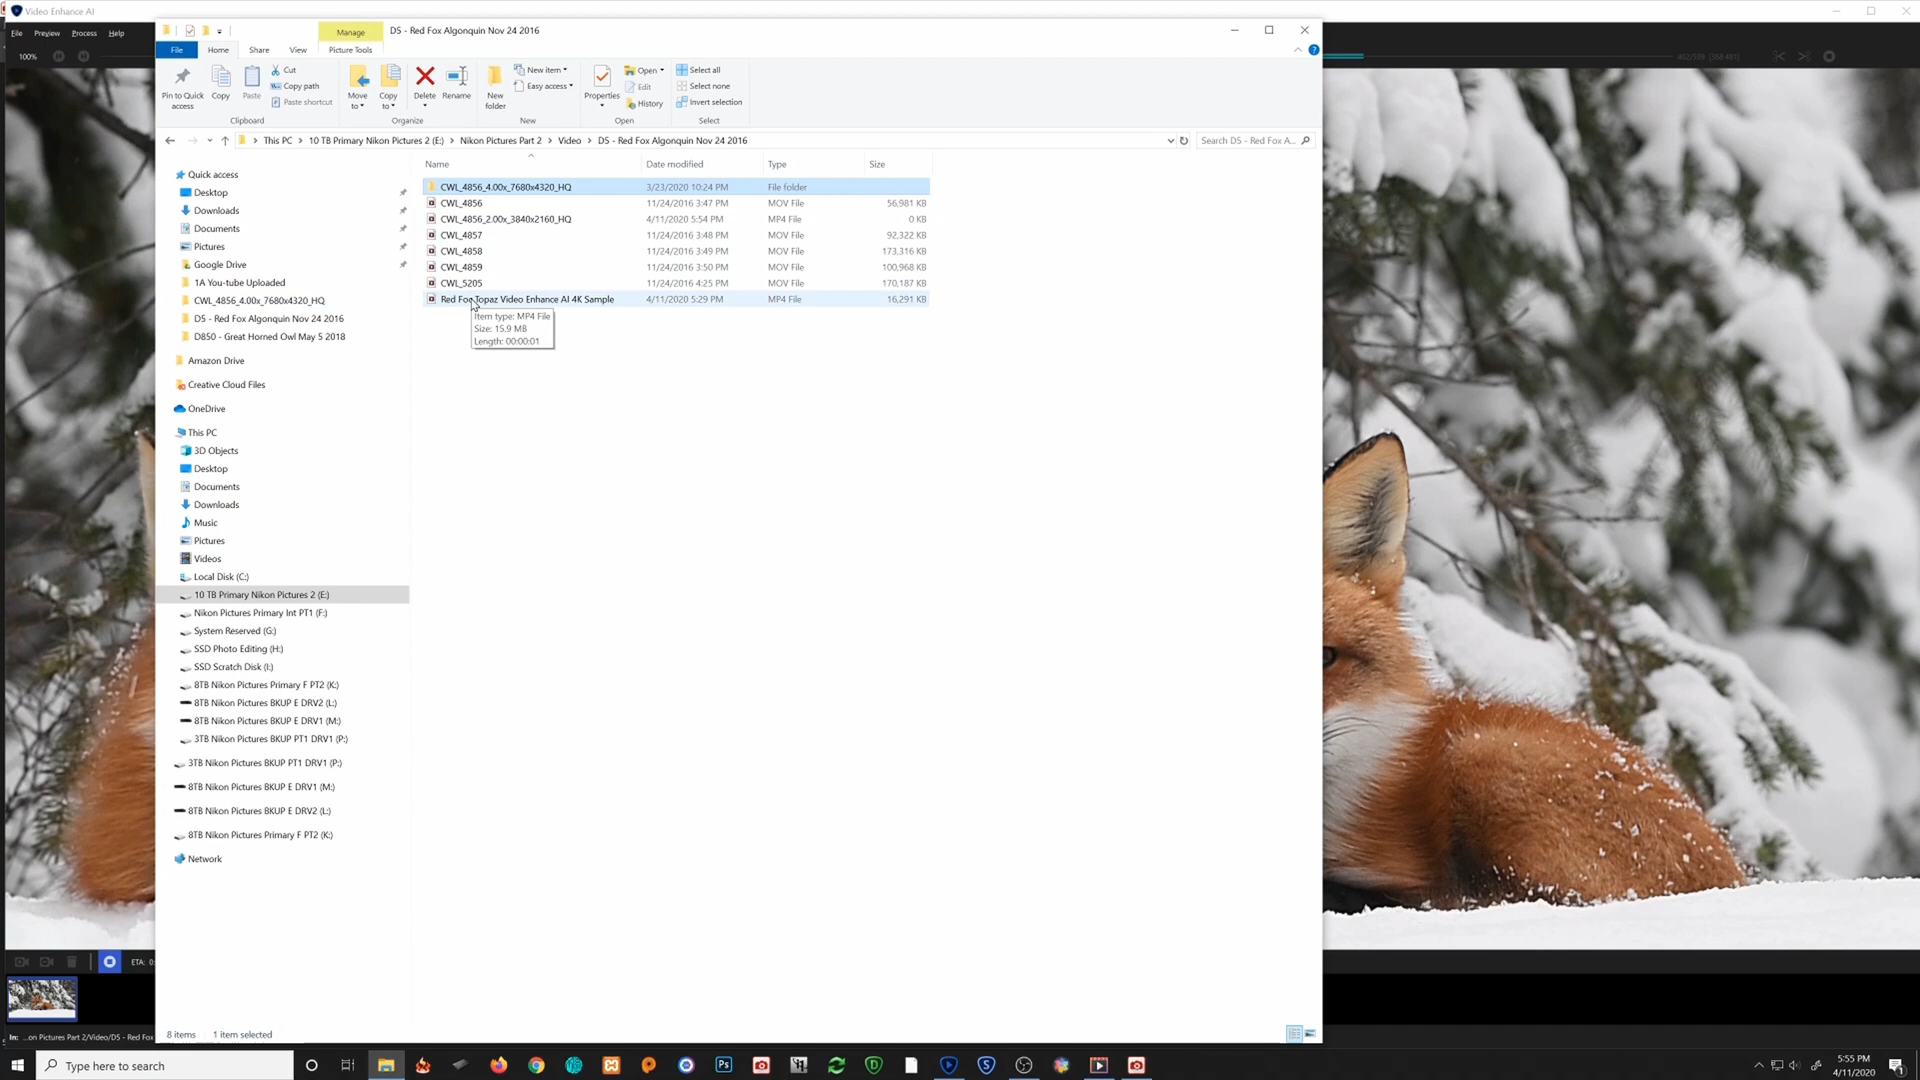 Video Enhance AI
File Preview Process Help
100%
Manage
D5 - Red Fox Algonquin Nov 24 2016
File Home Share View Picture Tools
Pin to Quick access
Copy
Paste
Cut
Copy path
Paste shortcut
Clipboard
Move to
Copy to
Delete
Rename
Organize
New folder
New item
Easy access
New
Properties
Open
Edit
History
Open
Select all
Select none
Invert selection
Select
This PC > 10 TB Primary Nikon Pictures 2 (E:) > Nikon Pictures Part 2 > Video > D5 - Red Fox Algonquin Nov 24 2016
Search D5 - Red Fox A...
Name Date modified Type Size
CWL_4856_4.00x_7680x4320_HQ 3/23/2020 10:24 PM File folder
CWL_4856 11/24/2016 3:47 PM MOV File 56,981 KB
CWL_4856_2.00x_3840x2160_HQ 4/11/2020 5:54 PM MP4 File 0 KB
CWL_4857 11/24/2016 3:48 PM MOV File 92,322 KB
CWL_4858 11/24/2016 3:49 PM MOV File 173,316 KB
CWL_4859 11/24/2016 3:50 PM MOV File 100,968 KB
CWL_5205 11/24/2016 4:25 PM MOV File 170,187 KB
Red Fox Topaz Video Enhance AI 4K Sample 4/11/2020 5:29 PM MP4 File 16,291 KB
Item type: MP4 File
Size: 15.9 MB
Length: 00:00:01
Quick access
Desktop
Downloads
Documents
Pictures
Google Drive
1A You-tube Uploaded
CWL_4856_4.00x_7680x4320_HQ
D5 - Red Fox Algonquin Nov 24 2016
D850 - Great Horned Owl May 5 2018
Amazon Drive
Creative Cloud Files
OneDrive
This PC
3D Objects
Desktop
Documents
Downloads
Music
Pictures
Videos
Local Disk (C:)
10 TB Primary Nikon Pictures 2 (E:)
Nikon Pictures Primary Int PT1 (F:)
System Reserved (G:)
SSD Photo Editing (H:)
SSD Scratch Disk (I:)
8TB Nikon Pictures Primary F PT2 (K:)
8TB Nikon Pictures BKUP E DRV2 (L:)
8TB Nikon Pictures BKUP E DRV1 (M:)
3TB Nikon Pictures BKUP PT1 DRV1 (P:)
3TB Nikon Pictures BKUP PT1 DRV1 (P:)
8TB Nikon Pictures BKUP E DRV1 (M:)
8TB Nikon Pictures BKUP E DRV2 (L:)
8TB Nikon Pictures Primary F PT2 (K:)
Network
ETA: 0:
8 items 1 item selected
In: ...on Pictures Part 2/Video/D5 - Red Fox
Type here to search
Ps
5:55 PM
4/11/2020